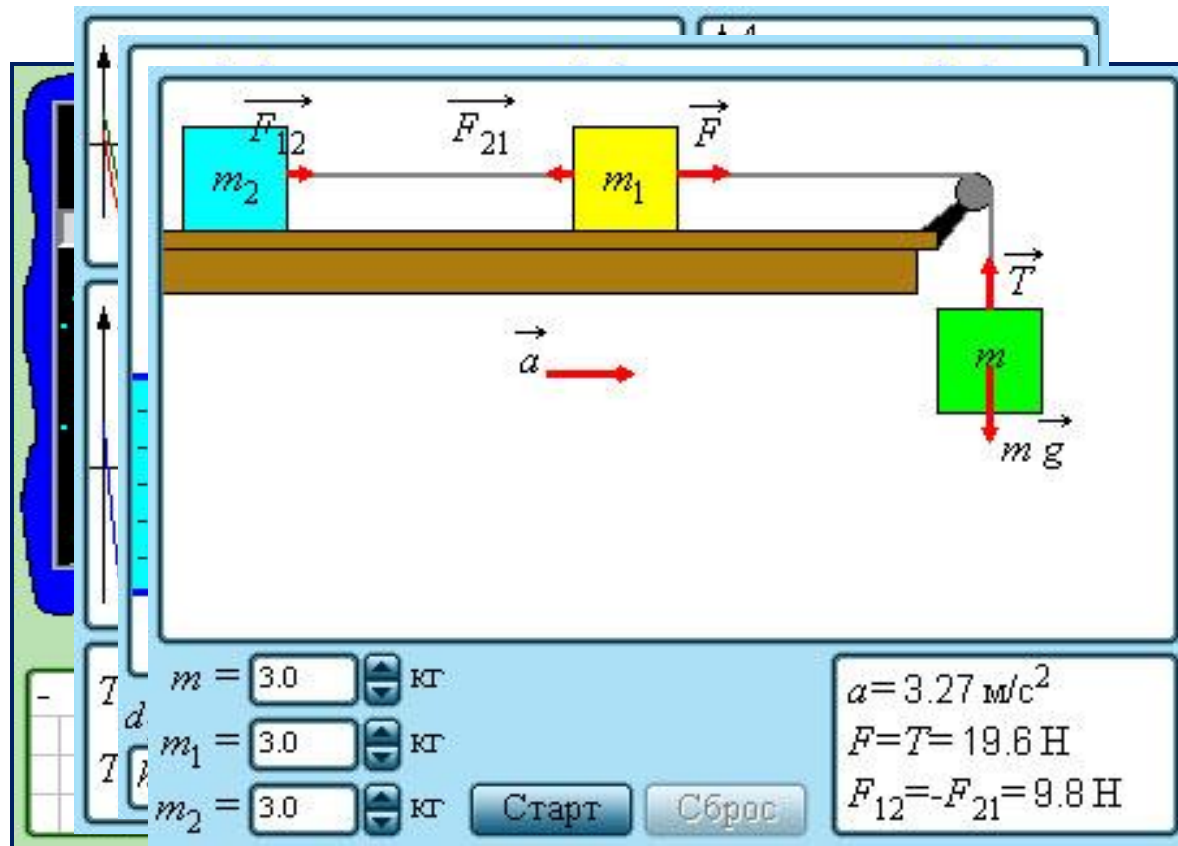 F₁₂ F₂₁ F
m₂ m₁
T
a
m
m g
m = 3.0 кг
m₁ = 3.0 кг
m₂ = 3.0 кг
Старт Сброс
a= 3.27 м/с²
F=T= 19.6 Н
F₁₂=-F₂₁= 9.8 Н
-
T
d
T